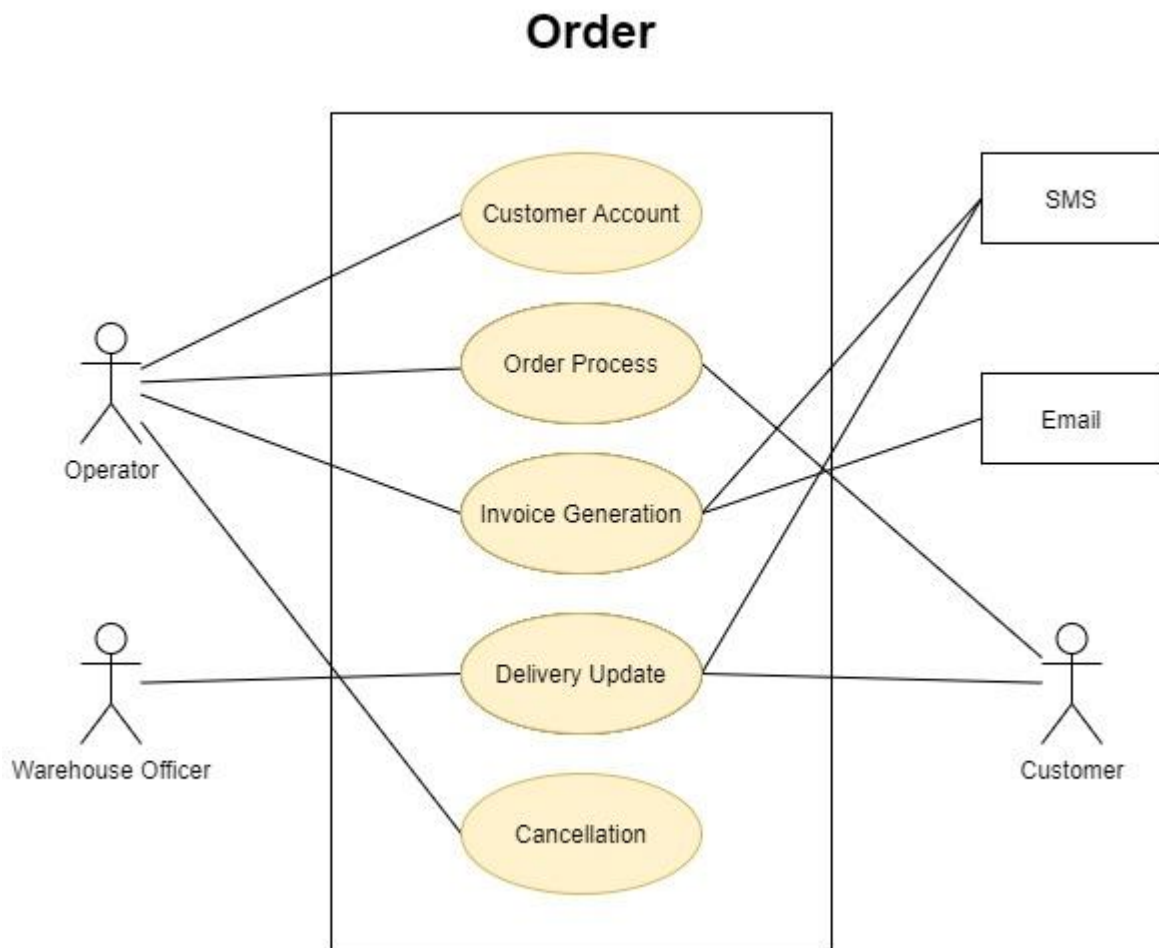 Order
Customer Account
SMS
Order Process
Email
Operator
Invoice Generation
Delivery Update
Warehouse Officer
Customer
Cancellation